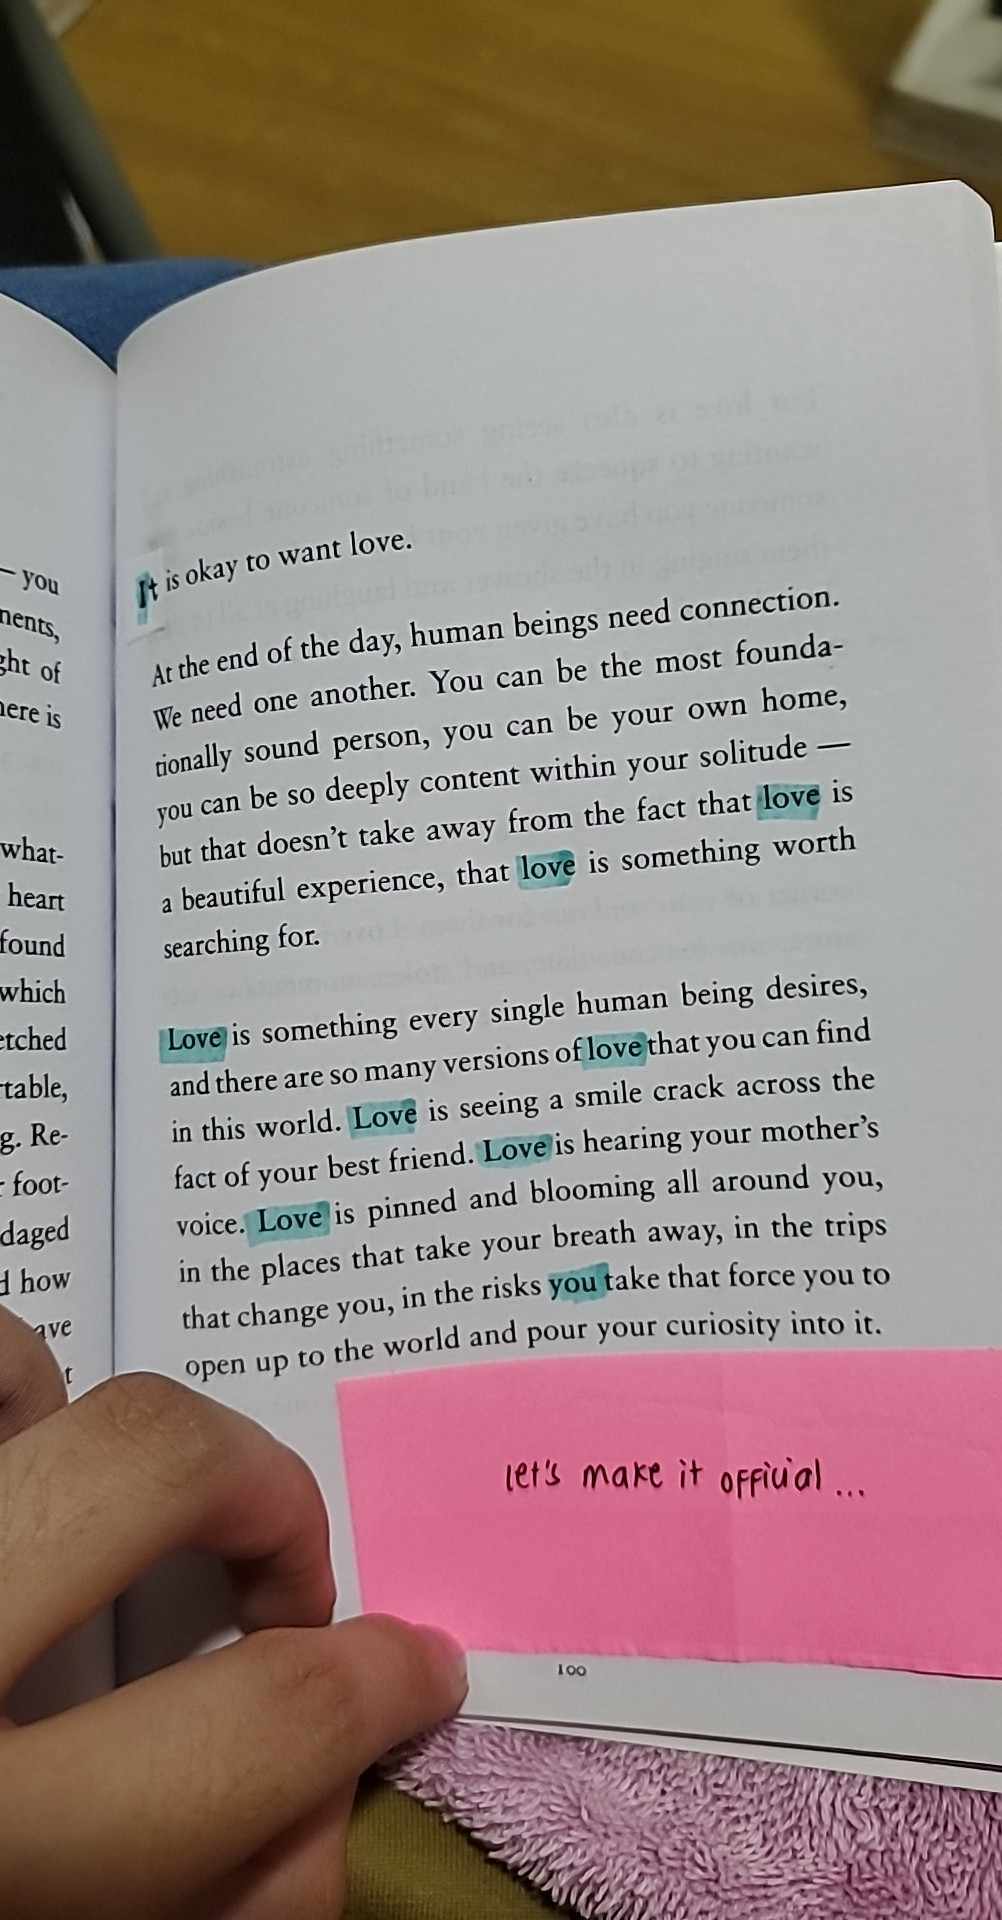 — you
nents,
ght of
here is
what-
heart
found
which
etched
table,
g. Re-
foot-
daged
how
ave
t
It is okay to want love.
At the end of the day, human beings need connection.
We need one another. You can be the most founda-
tionally sound person, you can be your own home,
you can be so deeply content within your solitude —
but that doesn't take away from the fact that love is
a beautiful experience, that love is something worth
searching for.
Love is something every single human being desires,
and there are so many versions of love that you can find
in this world. Love is seeing a smile crack across the
fact of your best friend. Love is hearing your mother's
voice. Love is pinned and blooming all around you,
in the places that take your breath away, in the trips
that change you, in the risks you take that force you to
open up to the world and pour your curiosity into it.
let's make it official ...
100